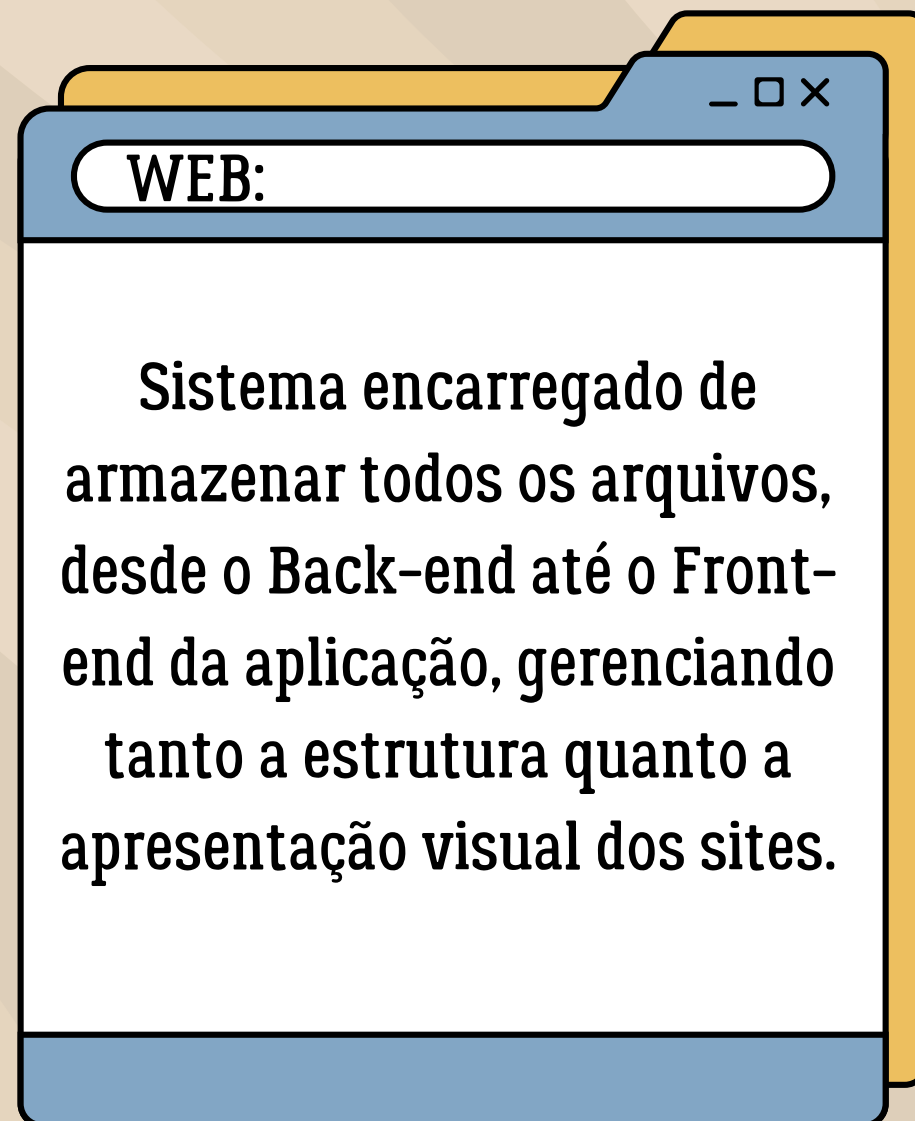 WEB:
Sistema encarregado de
armazenar todos os arquivos,
desde o Back-end até o Front-
end da aplicação, gerenciando
tanto a estrutura quanto a
apresentação visual dos sites.